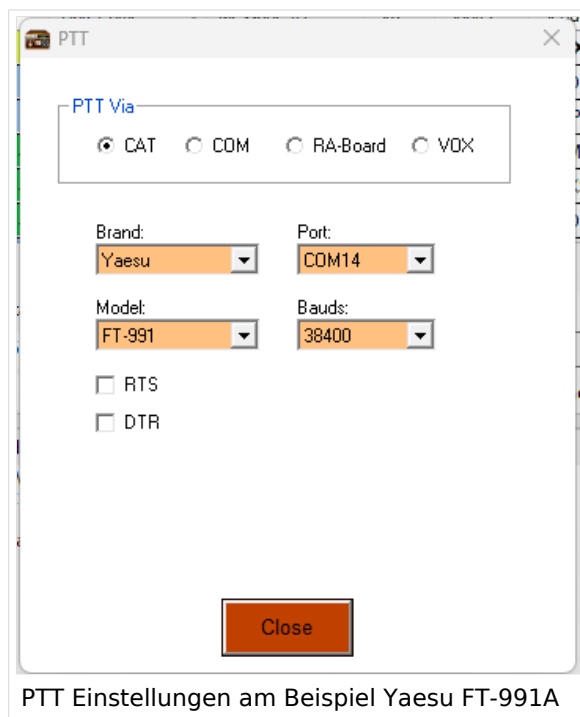 PTT
PTT Via
CAT COM RA-Board VOX
Brand: Port:
Yaesu COM14
Model: Bauds:
FT-991 38400
RTS
DTR
Close
PTT Einstellungen am Beispiel Yaesu FT-991A